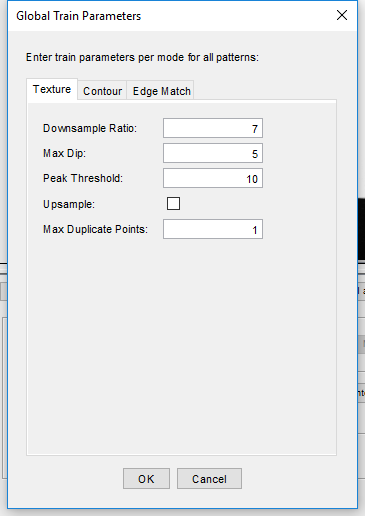 Global Train Parameters
Enter train parameters per mode for all patterns:
Texture Contour Edge Match
Downsample Ratio: 7
Max Dip: 5
Peak Threshold: 10
Upsample:
Max Duplicate Points: 1
OK Cancel